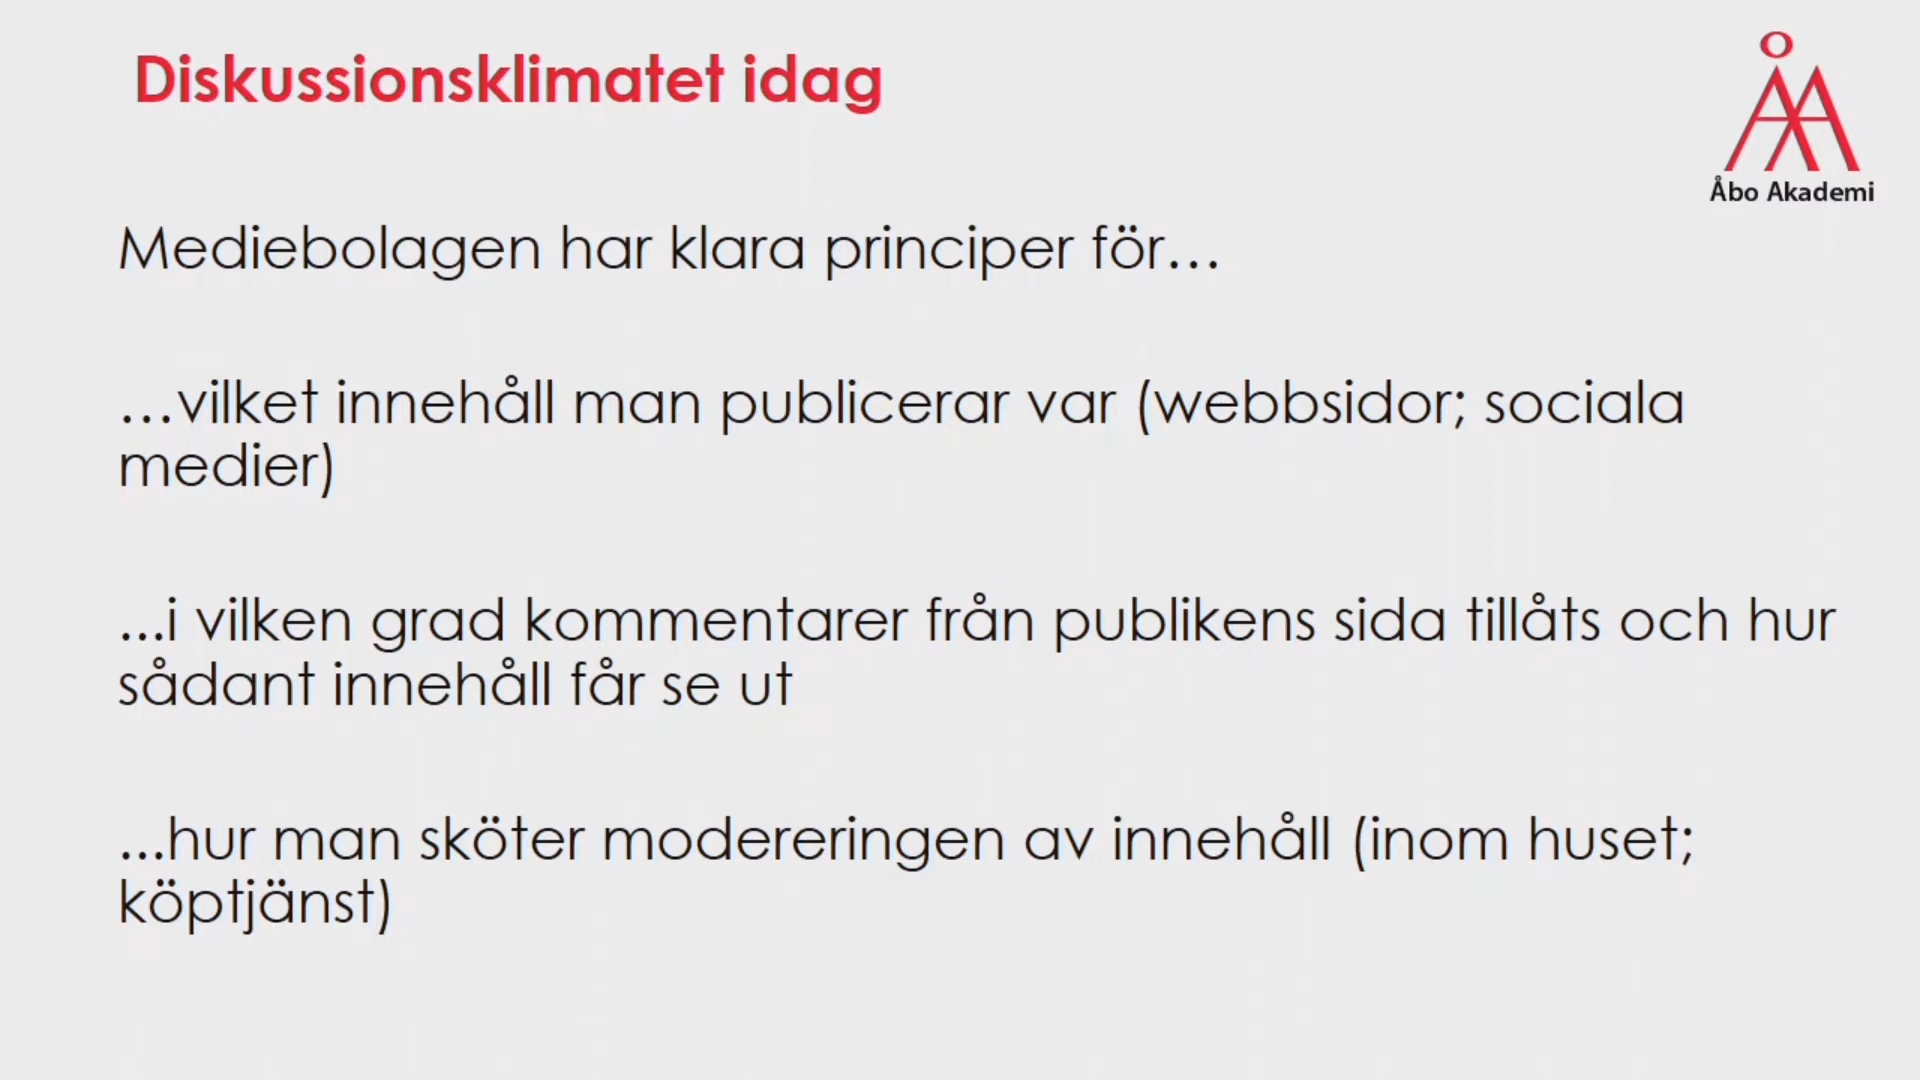 Diskussionsklimatet idag
Åbo Akademi
Mediebolagen har klara principer för…
…vilket innehåll man publicerar var (webbsidor; sociala
medier)
...i vilken grad kommentarer från publikens sida tillåts och hur
sådant innehåll får se ut
...hur man sköter modereringen av innehåll (inom huset;
köptjänst)